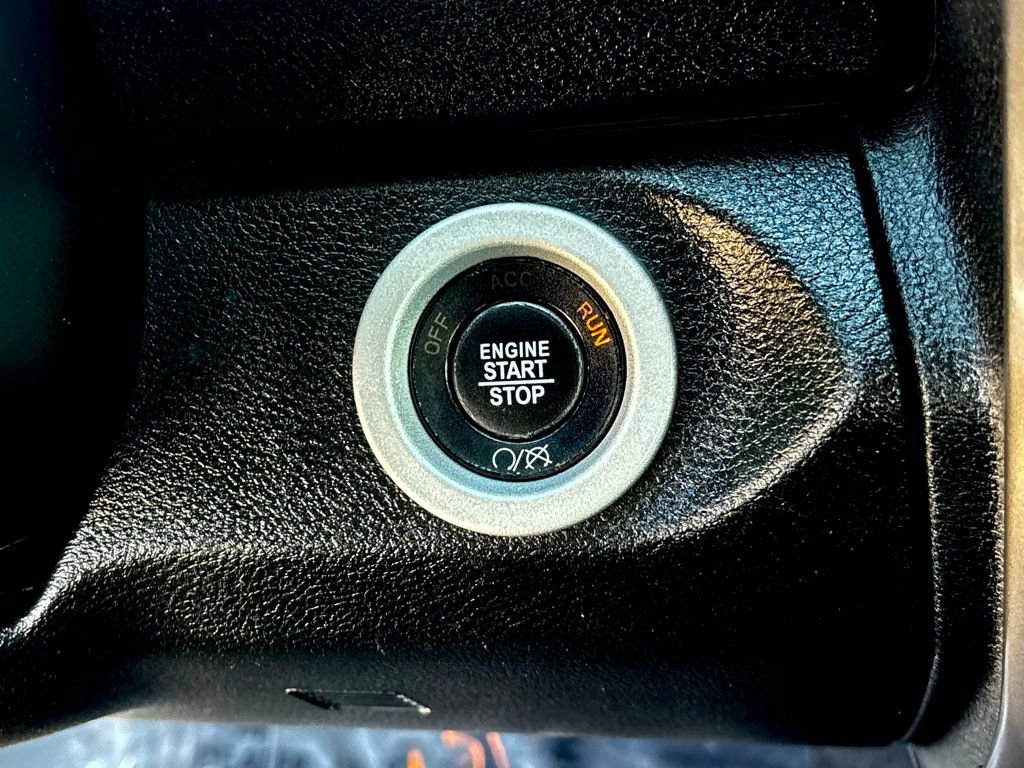 ACC
OFF
RUN
ENGINE
START
STOP